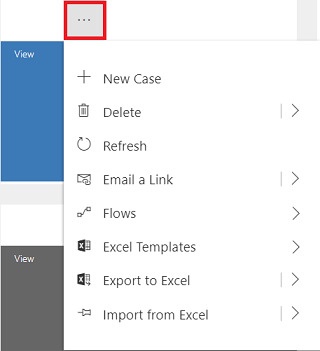 ...
View
New Case
Delete
Refresh
Email a Link
Flows
Excel Templates
Export to Excel
Import from Excel
View